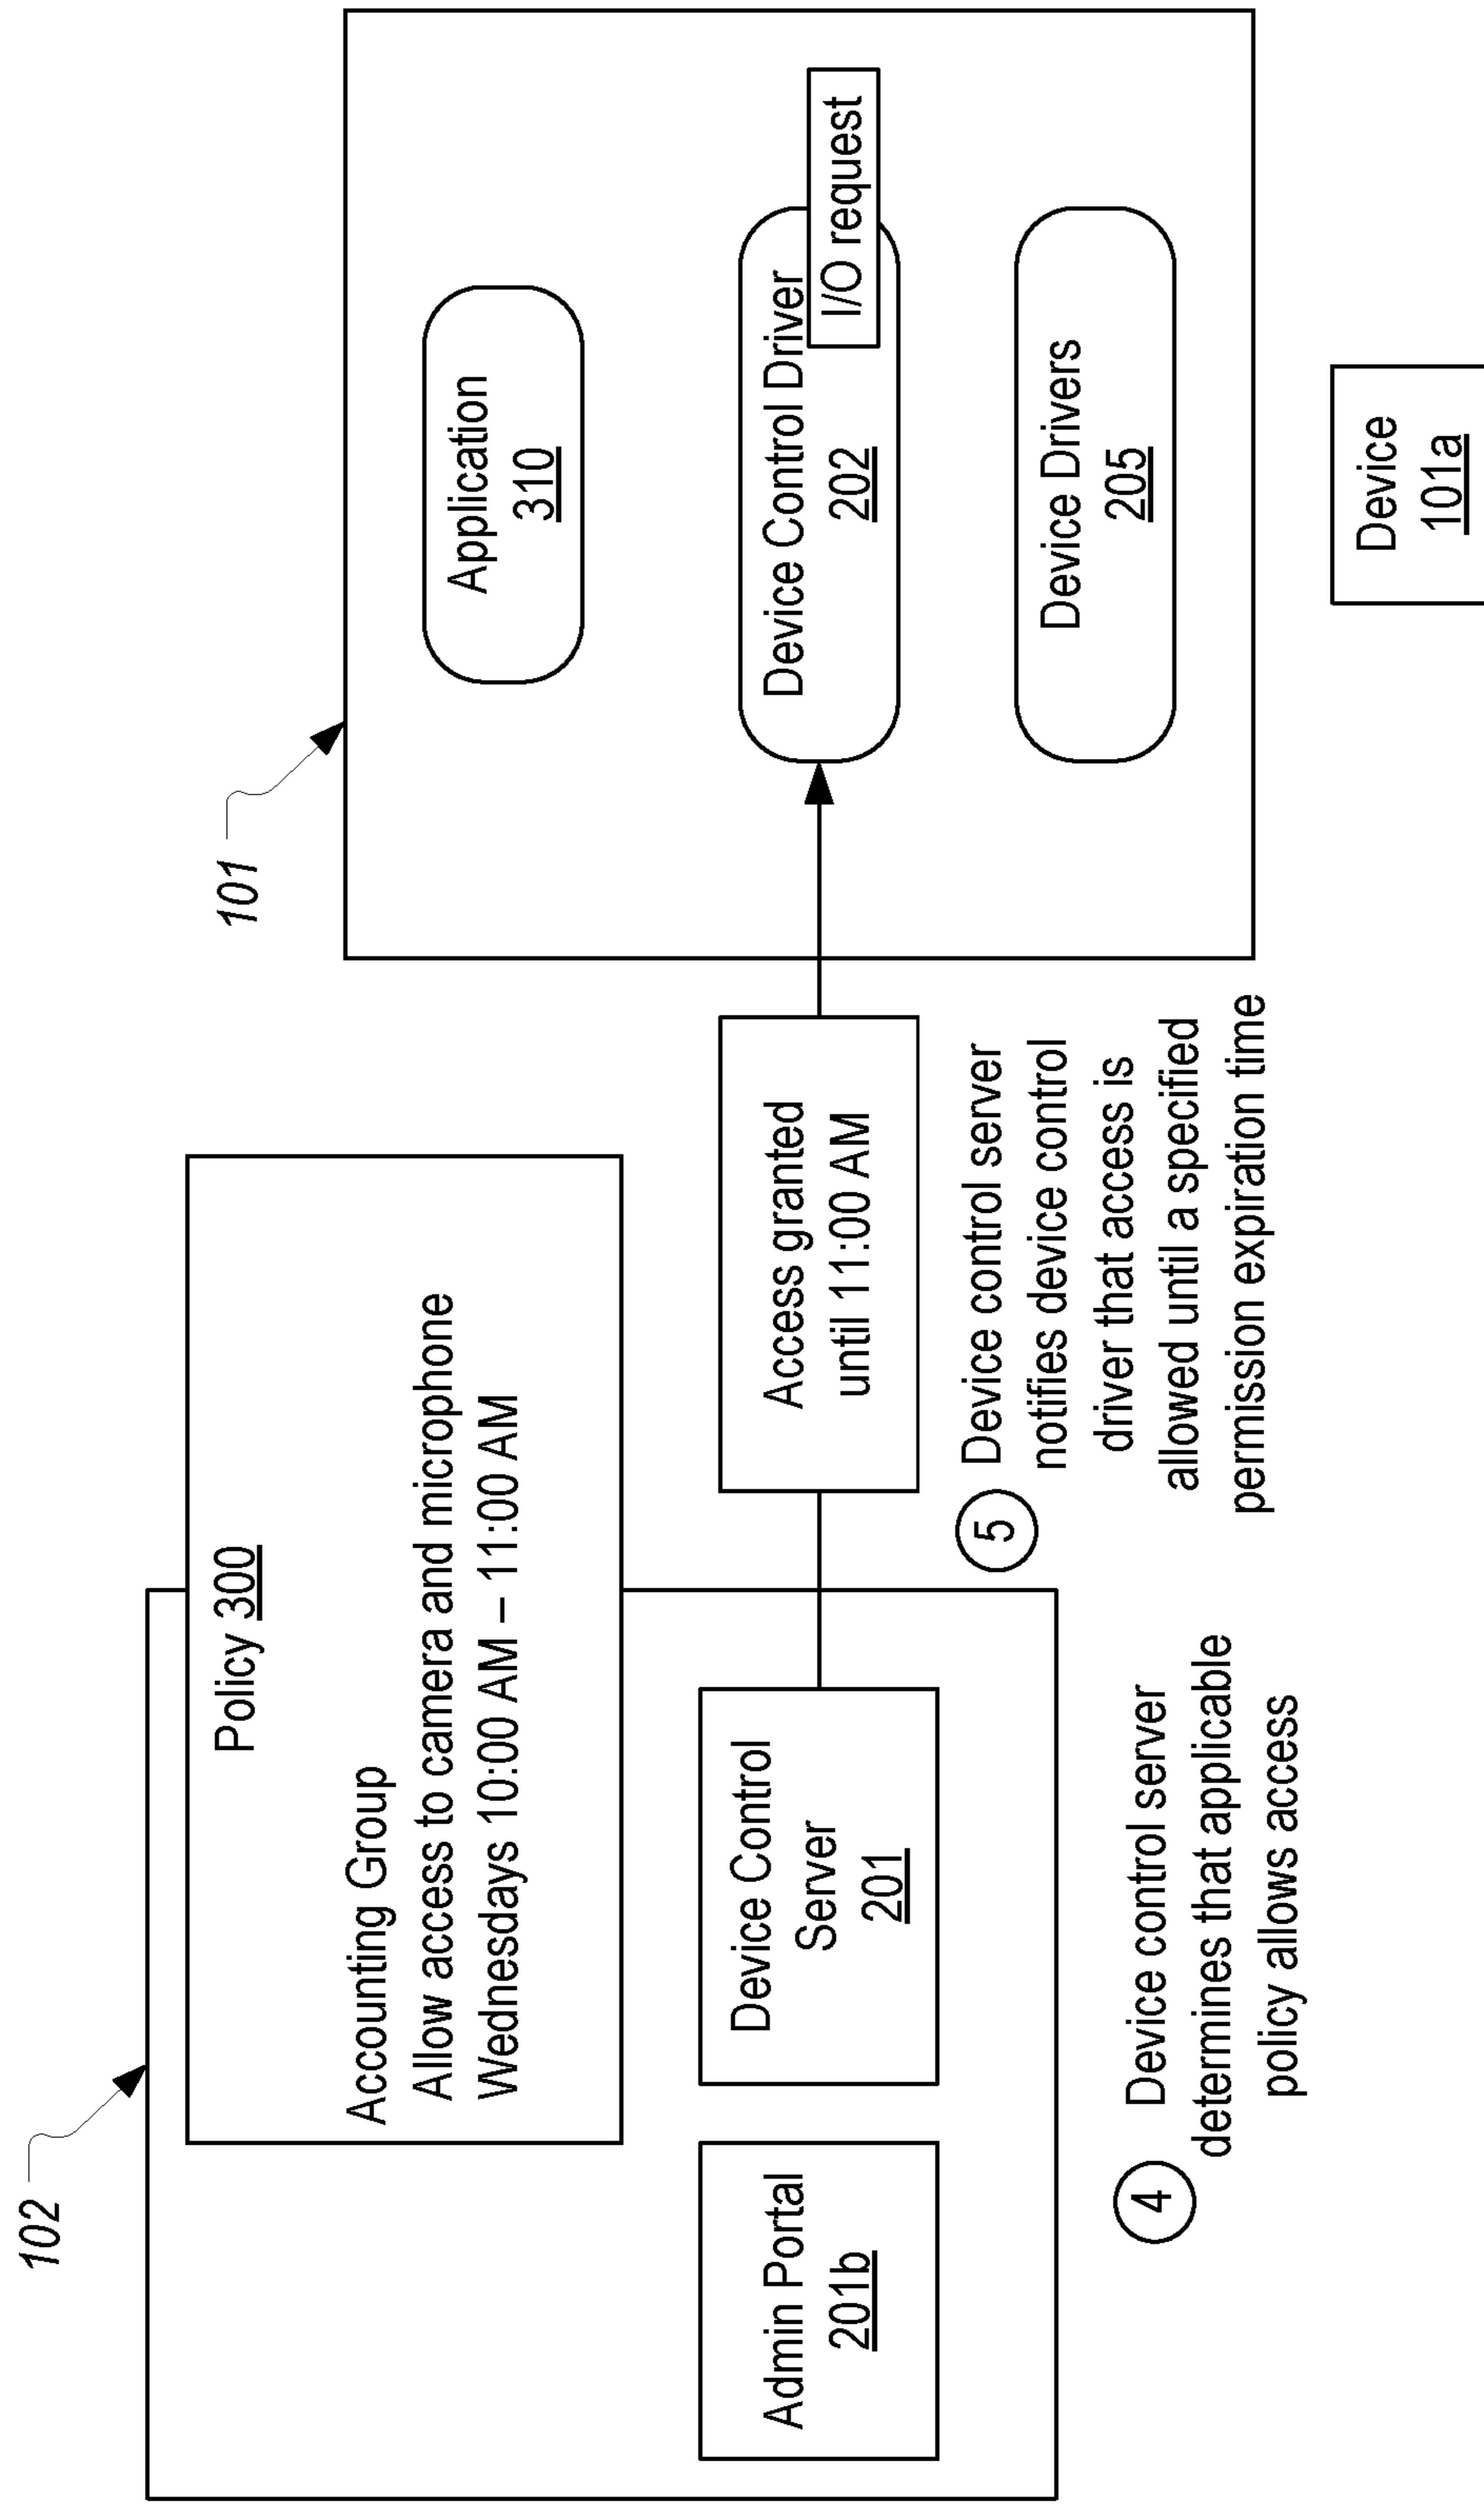 102
Policy 300
Accounting Group
Allow access to camera and microphone
Wednesdays 10:00 AM – 11:00 AM
Admin Portal
201b
Device Control
Server
201
4
Device control server
determines that applicable
policy allows access
Access granted
until 11:00 AM
5
Device control server
notifies device control
driver that access is
allowed until a specified
permission expiration time
101
Application
310
Device Control Driver
202
I/O request
Device Drivers
205
Device
101a